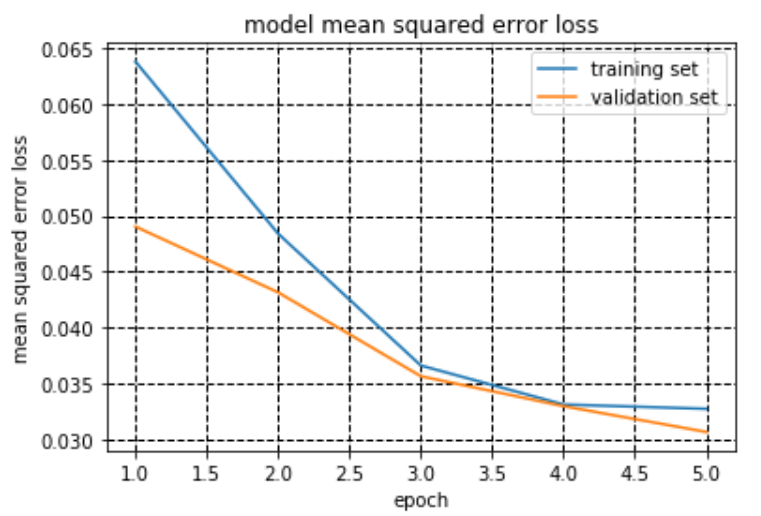 model mean squared error loss
0.065
0.060
0.055
0.050
0.045
0.040
0.035
0.030
mean squared error loss
training set
validation set
1.0 1.5 2.0 2.5 3.0 3.5 4.0 4.5 5.0
epoch